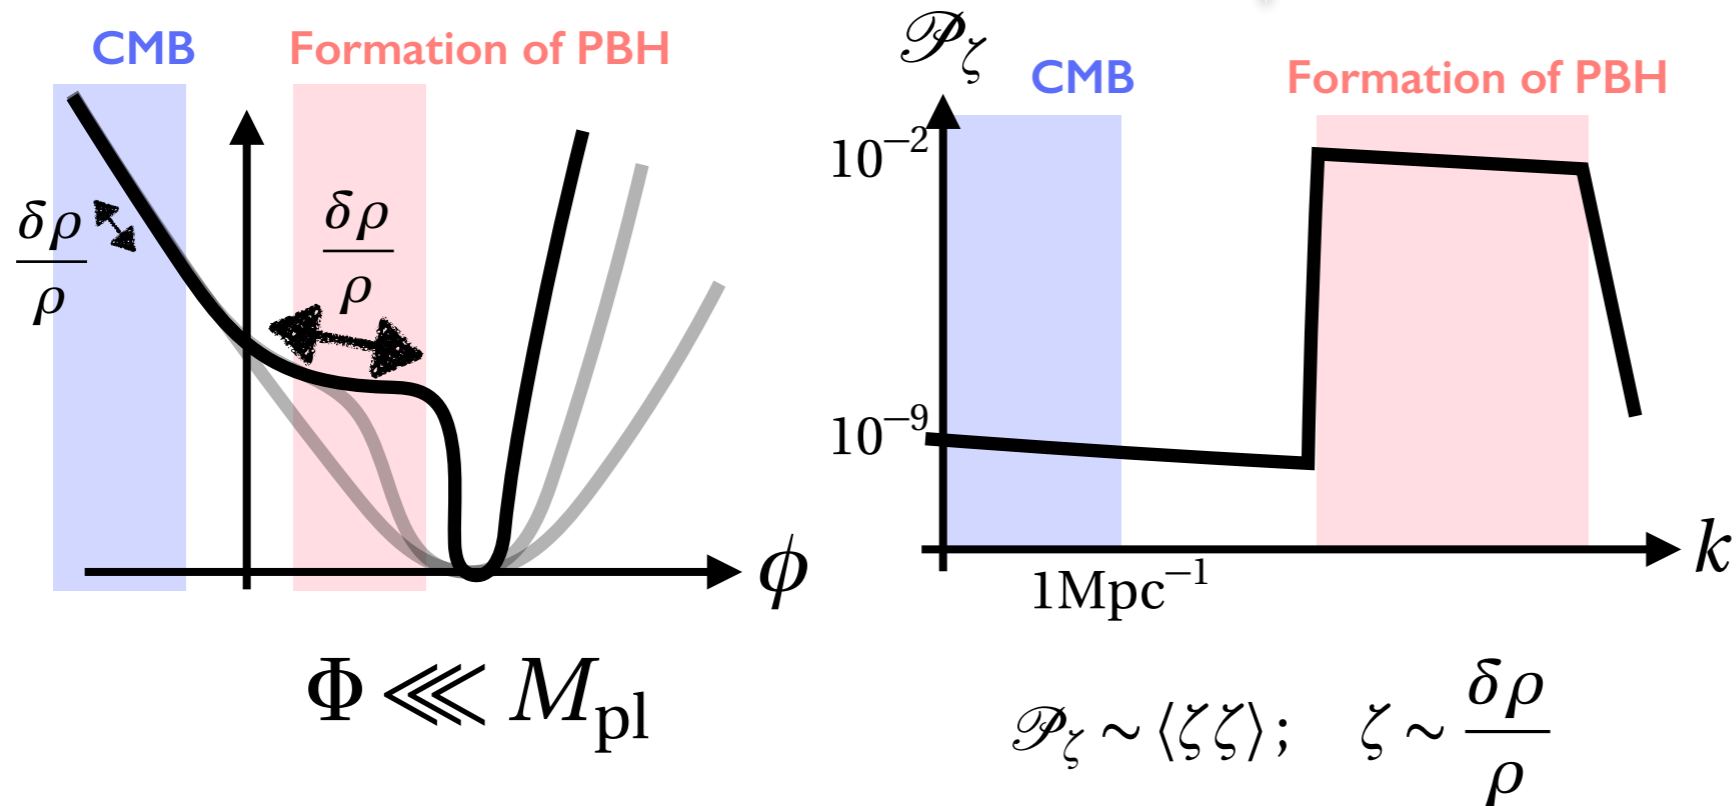 CMB
Formation of PBH
δρ/ρ
δρ/ρ
ϕ
Φ ⋘ M_pl
𝒫_ζ
CMB
Formation of PBH
10⁻²
10⁻⁹
1Mpc⁻¹
k
𝒫_ζ ~ ⟨ζζ⟩; ζ ~ δρ/ρ